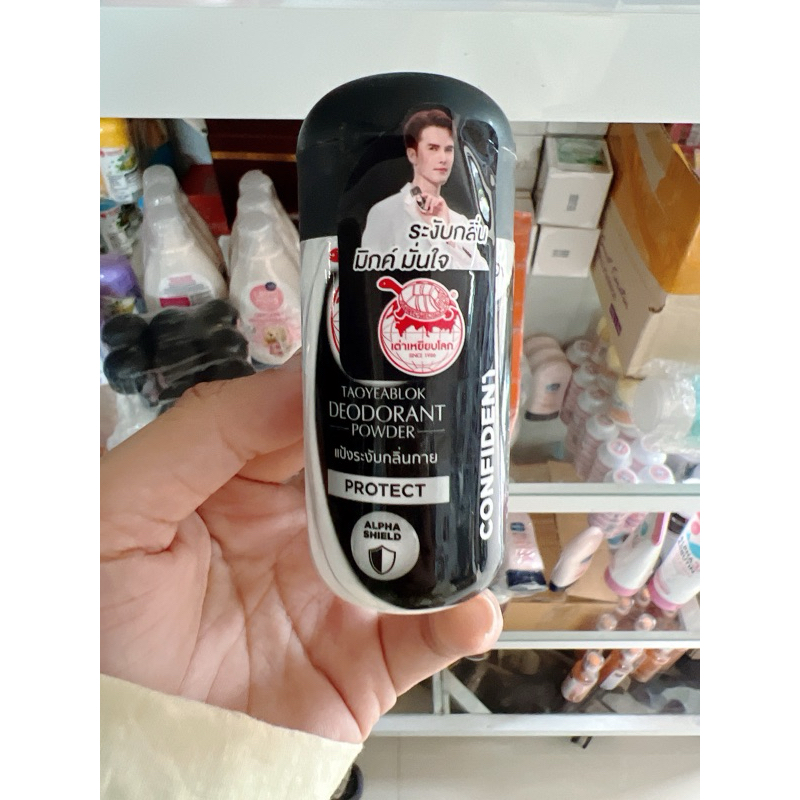 ระงับกลิ่น
มิกค์ มั่นใจ
เต่าเหยียบโลก
SINCE 1996
TAOYEABLOK
DEODORANT
POWDER
แป้งระงับกลิ่นกาย
PROTECT
ALPHA
SHIELD
CONFIDENT